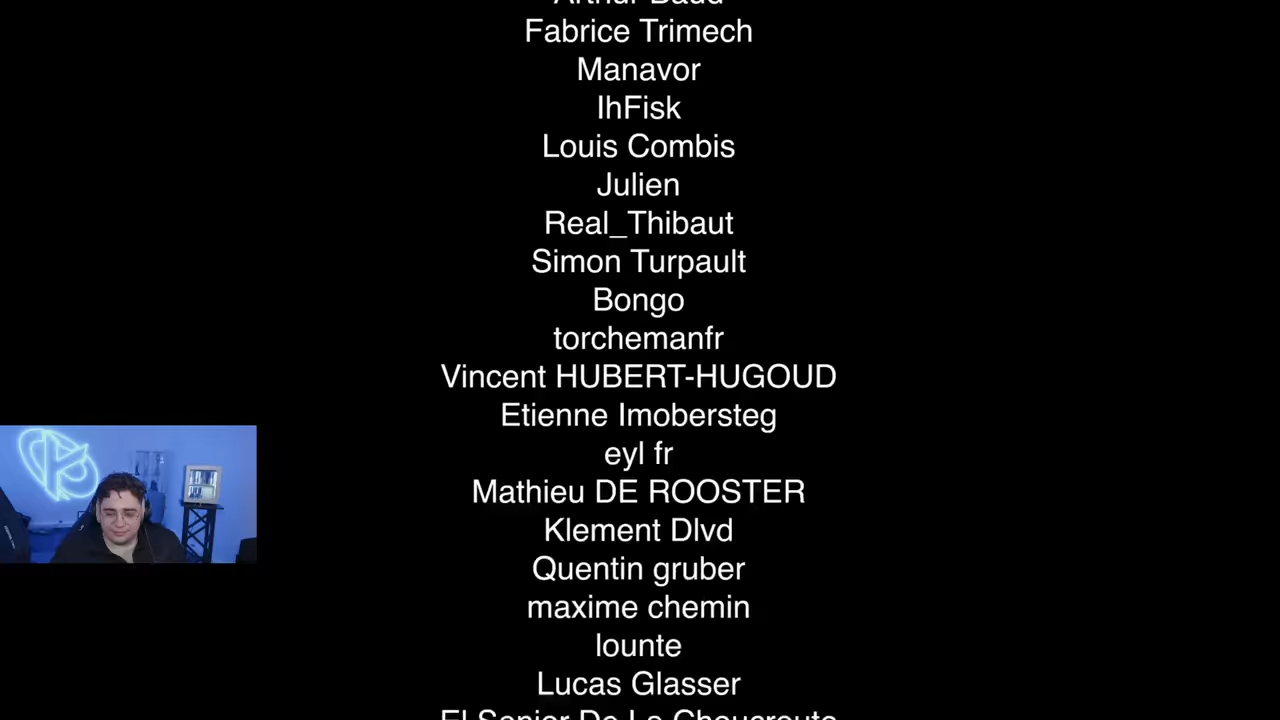 Fabrice Trimech
Manavor
IhFisk
Louis Combis
Julien
Real_Thibaut
Simon Turpault
Bongo
torchemanfr
Vincent HUBERT-HUGOUD
Etienne Imobersteg
eyl fr
Mathieu DE ROOSTER
Klement Dlvd
Quentin gruber
maxime chemin
lounte
Lucas Glasser